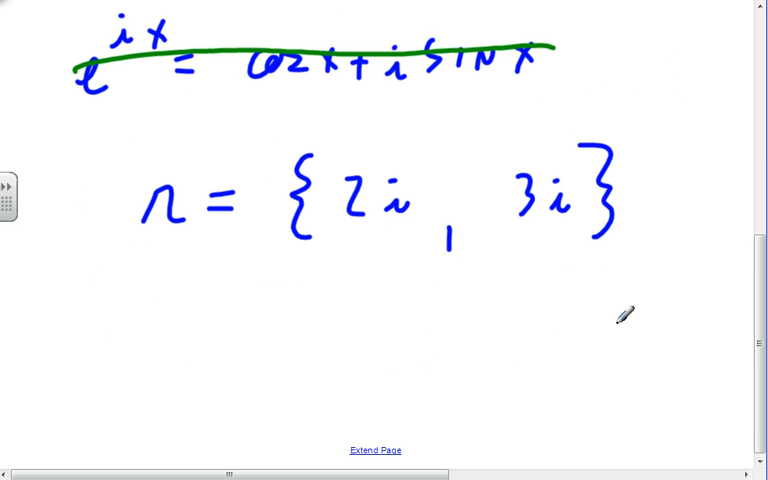 e^{ix} = cos x + i sin x
r = { 2i , 3i }
Extend Page